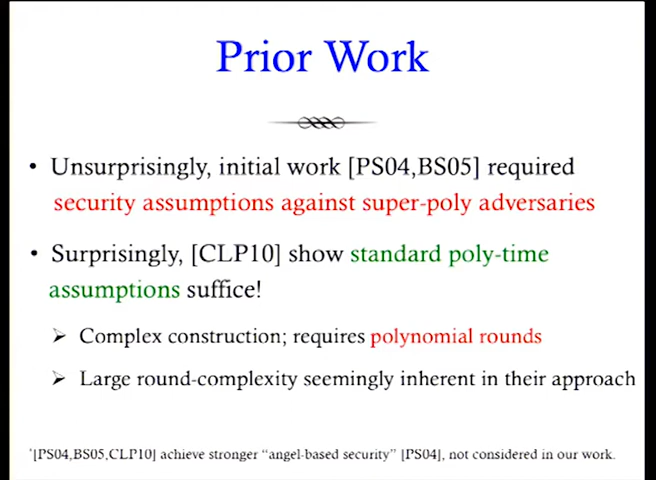 Prior Work
• Unsurprisingly, initial work [PS04,BS05] required
security assumptions against super-poly adversaries
• Surprisingly, [CLP10] show standard poly-time
assumptions suffice!
➢ Complex construction; requires polynomial rounds
➢ Large round-complexity seemingly inherent in their approach
*[PS04,BS05,CLP10] achieve stronger “angel-based security” [PS04], not considered in our work.